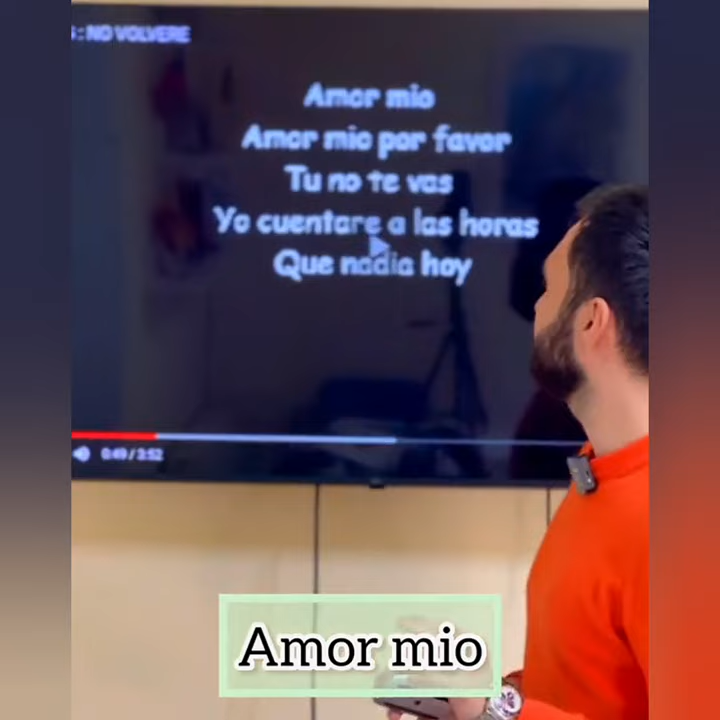 : NO VOLVERE
Amor mio
Amor mio por favor
Tu no te vas
Yo cuentare a las horas
Que nadia hoy
0:49 / 3:52
Amor mio